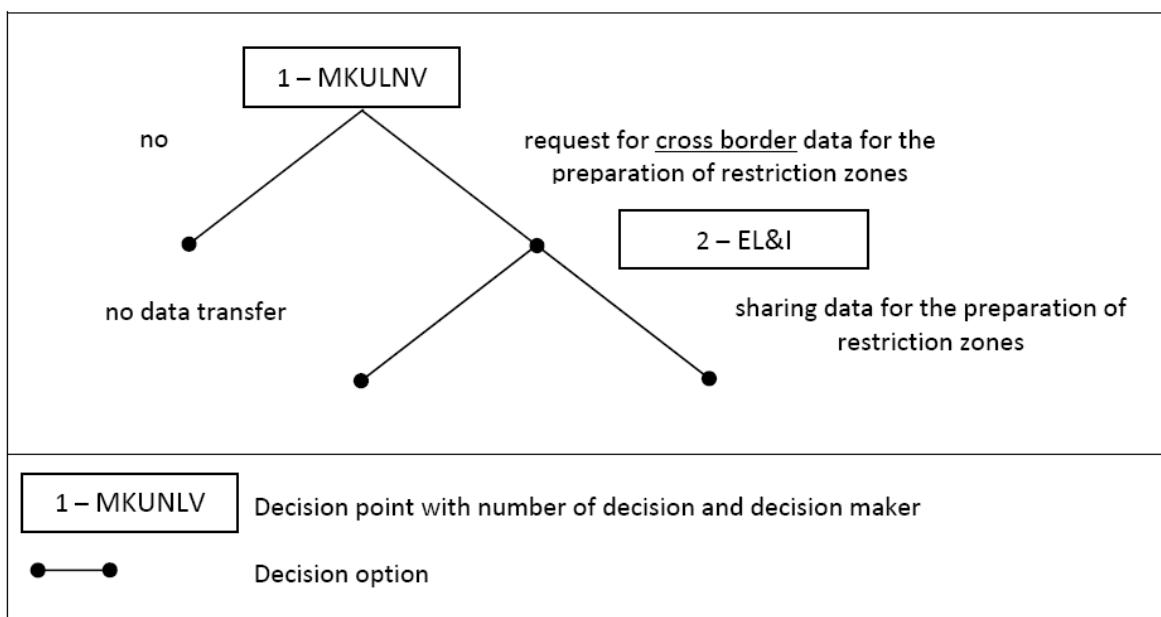 1 – MKULNV
no
request for cross border data for the
preparation of restriction zones
2 – EL&I
no data transfer
sharing data for the preparation of
restriction zones
1 – MKUNLV
Decision point with number of decision and decision maker
Decision option